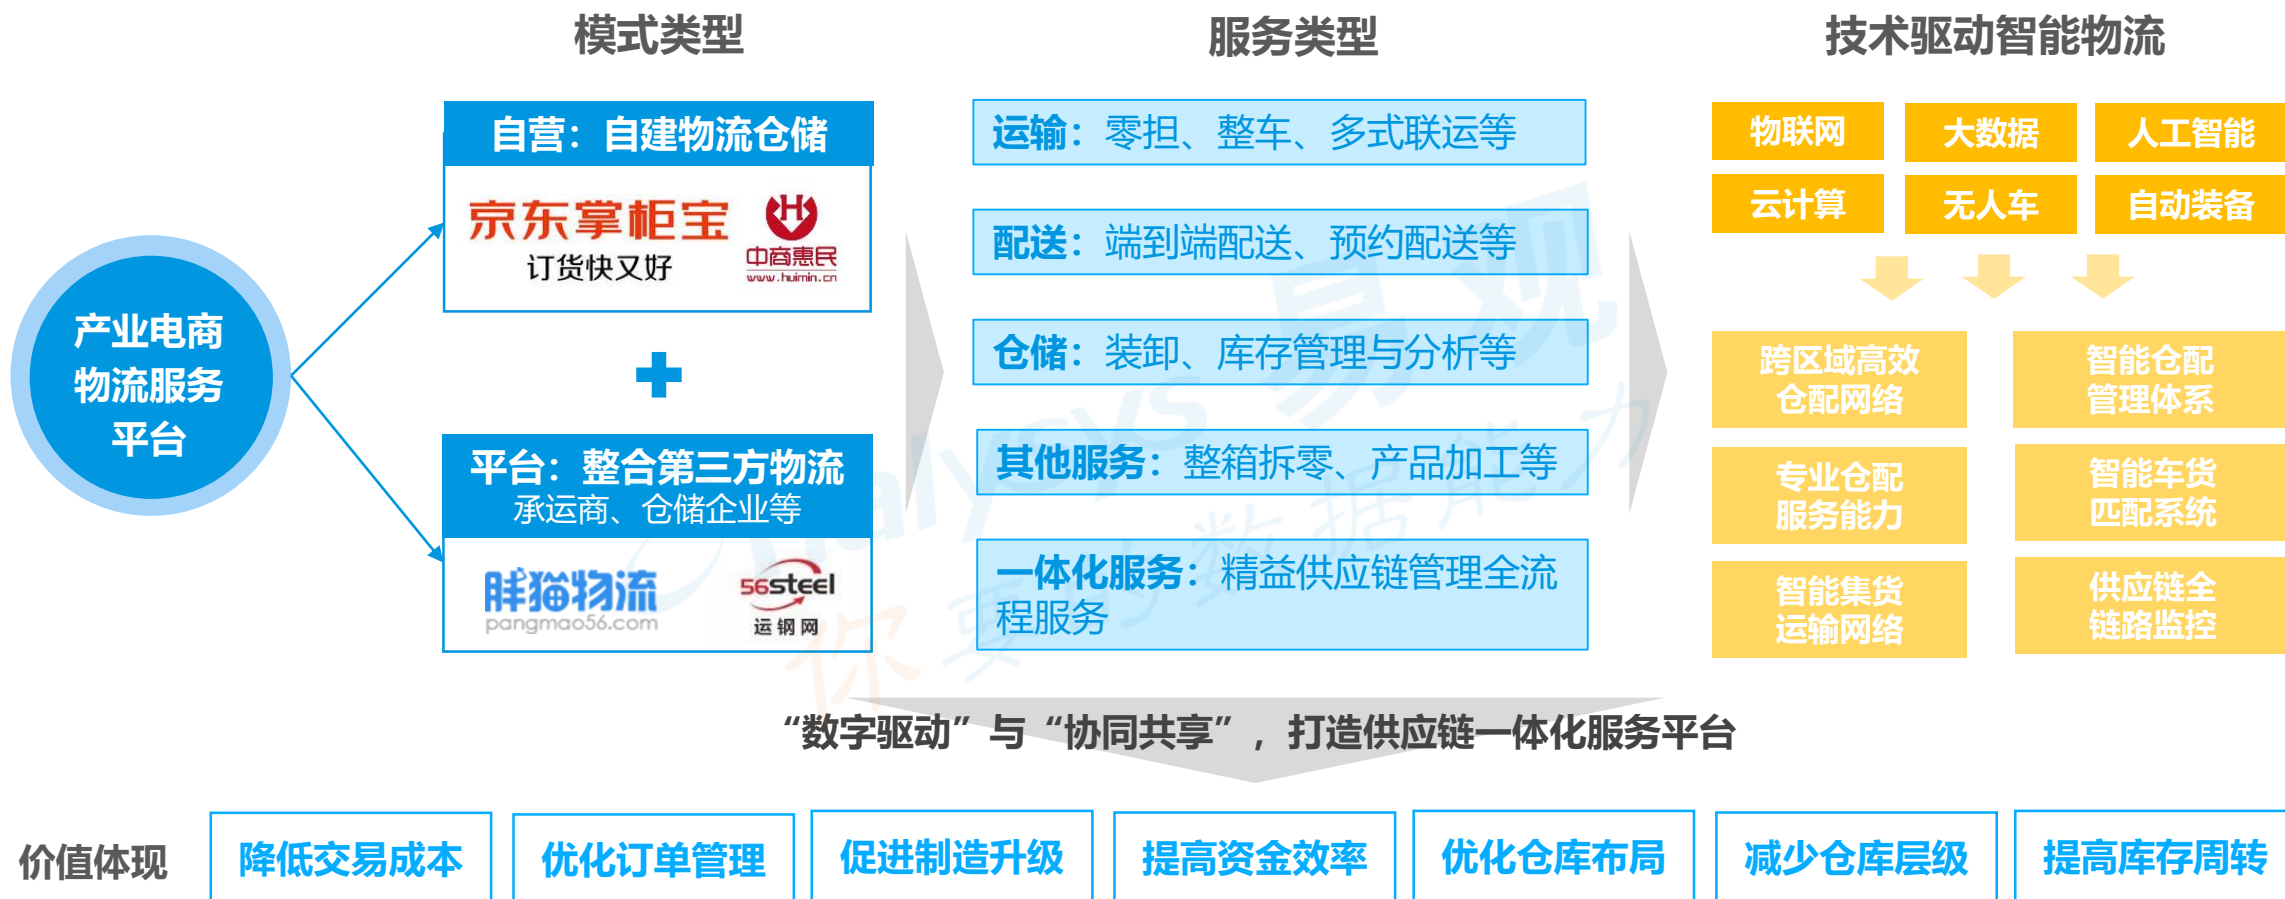 模式类型
服务类型
技术驱动智能物流
产业电商
物流服务
平台
自营：自建物流仓储
京东掌柜宝
订货快又好
中商惠民
www.huimin.cn
平台：整合第三方物流
承运商、仓储企业等
胖猫物流
pangmao56.com
56steel
运钢网
运输：零担、整车、多式联运等
配送：端到端配送、预约配送等
仓储：装卸、库存管理与分析等
其他服务：整箱拆零、产品加工等
一体化服务：精益供应链管理全流
程服务
物联网
大数据
人工智能
云计算
无人车
自动装备
跨区域高效
仓配网络
智能仓配
管理体系
专业仓配
服务能力
智能车货
匹配系统
智能集货
运输网络
供应链全
链路监控
nalysys 易观
你要的数据能力
“数字驱动”与“协同共享”，打造供应链一体化服务平台
价值体现
降低交易成本
优化订单管理
促进制造升级
提高资金效率
优化仓库布局
减少仓库层级
提高库存周转